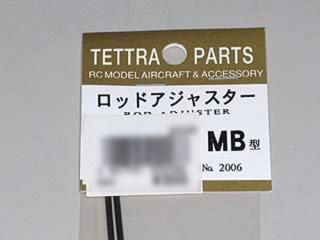 TETTRA PARTS
RC MODEL AIRCRAFT & ACCESSORY
ロッドアジャスター
ROD ADJUSTER
MB型
No. 2006